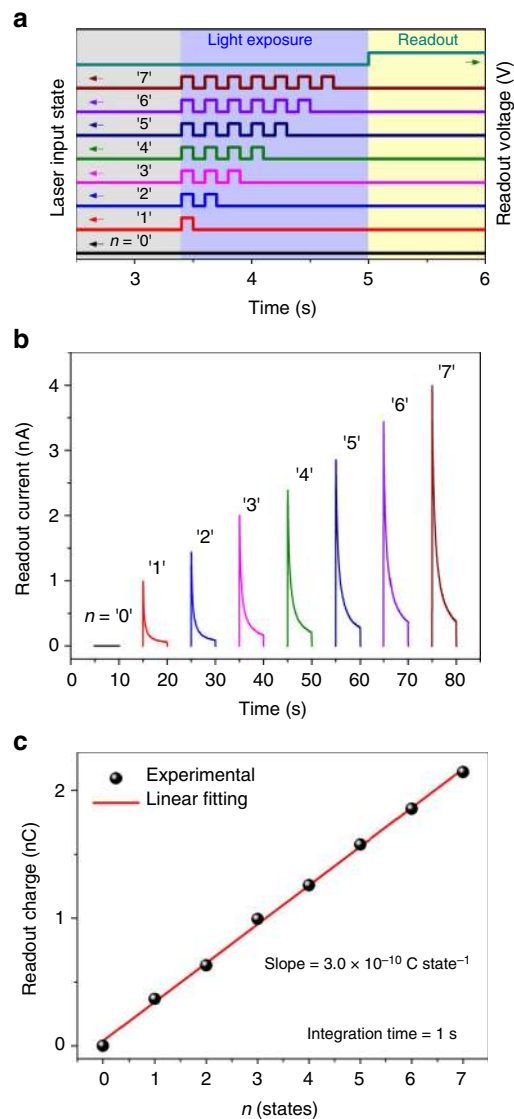 a
Light exposure
Readout
'7'
'6'
'5'
'4'
'3'
'2'
'1'
n = '0'
Laser input state
Readout voltage (V)
3 4 5 6
Time (s)
b
4
3
2
1
0
Readout current (nA)
n = '0'
'1'
'2'
'3'
'4'
'5'
'6'
'7'
0 10 20 30 40 50 60 70 80
Time (s)
c
Experimental
Linear fitting
2
1
0
Readout charge (nC)
Slope = 3.0 × 10⁻¹⁰ C state⁻¹
Integration time = 1 s
0 1 2 3 4 5 6 7
n (states)